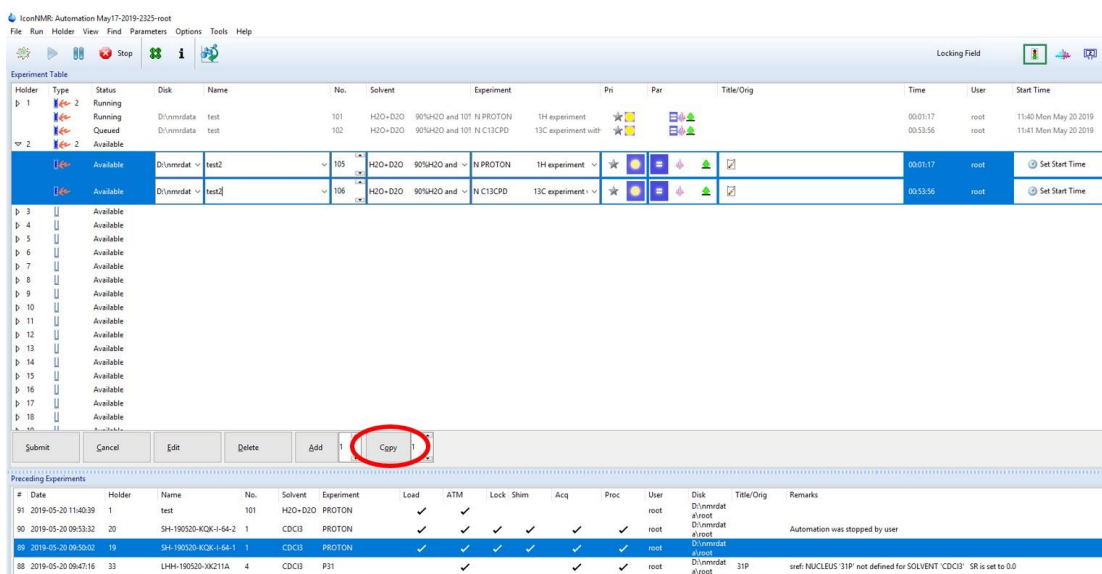 IconNMR: Automation May17-2019-2325-root
File Run Holder View Find Parameters Options Tools Help
Stop i Locking Field
Experiment Table
Holder Type Status Disk Name No. Solvent Experiment Pri Par Title/Orig Time User Start Time
1 2 Running
Running D:\nmrdata test 101 H2O+D2O 90%H2O and 10% N PROTON 1H experiment 00:01:17 root 11:40 Mon May 20 2019
Queued D:\nmrdata test 102 H2O+D2O 90%H2O and 10% N C13CPD 13C experiment with 00:53:56 root 11:41 Mon May 20 2019
2 2 Available
Available D:\nmrdat test2 105 H2O+D2O 90%H2O and N PROTON 1H experiment 00:01:17 root Set Start Time
Available D:\nmrdat test2 106 H2O+D2O 90%H2O and N C13CPD 13C experiment 00:53:56 root Set Start Time
3 Available
4 Available
5 Available
6 Available
7 Available
8 Available
9 Available
10 Available
11 Available
12 Available
13 Available
14 Available
15 Available
16 Available
17 Available
18 Available
Submit Cancel Edit Delete Add 1 Copy 1
Preceding Experiments
# Date Holder Name No. Solvent Experiment Load ATM Lock Shim Acq Proc User Disk Title/Orig Remarks
91 2019-05-20 11:40:39 1 test 101 H2O+D2O PROTON root D:\nmrdat
a\root
90 2019-05-20 09:53:32 20 SH-190520-KQK-I-64-2 1 CDCl3 PROTON root D:\nmrdat Automation was stopped by user
a\root
89 2019-05-20 09:50:02 19 SH-190520-KQK-I-64-1 1 CDCl3 PROTON root D:\nmrdat
a\root
88 2019-05-20 09:47:16 33 LHH-190520-XK211A 4 CDCl3 P31 root D:\nmrdat 31P sref: NUCLEUS '31P' not defined for SOLVENT 'CDCl3' SR is set to 0.0
a\root